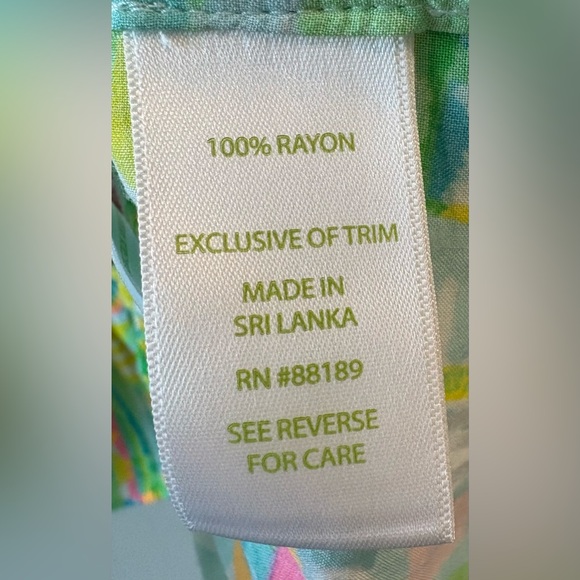 100% RAYON
EXCLUSIVE OF TRIM
MADE IN
SRI LANKA
RN #88189
SEE REVERSE
FOR CARE